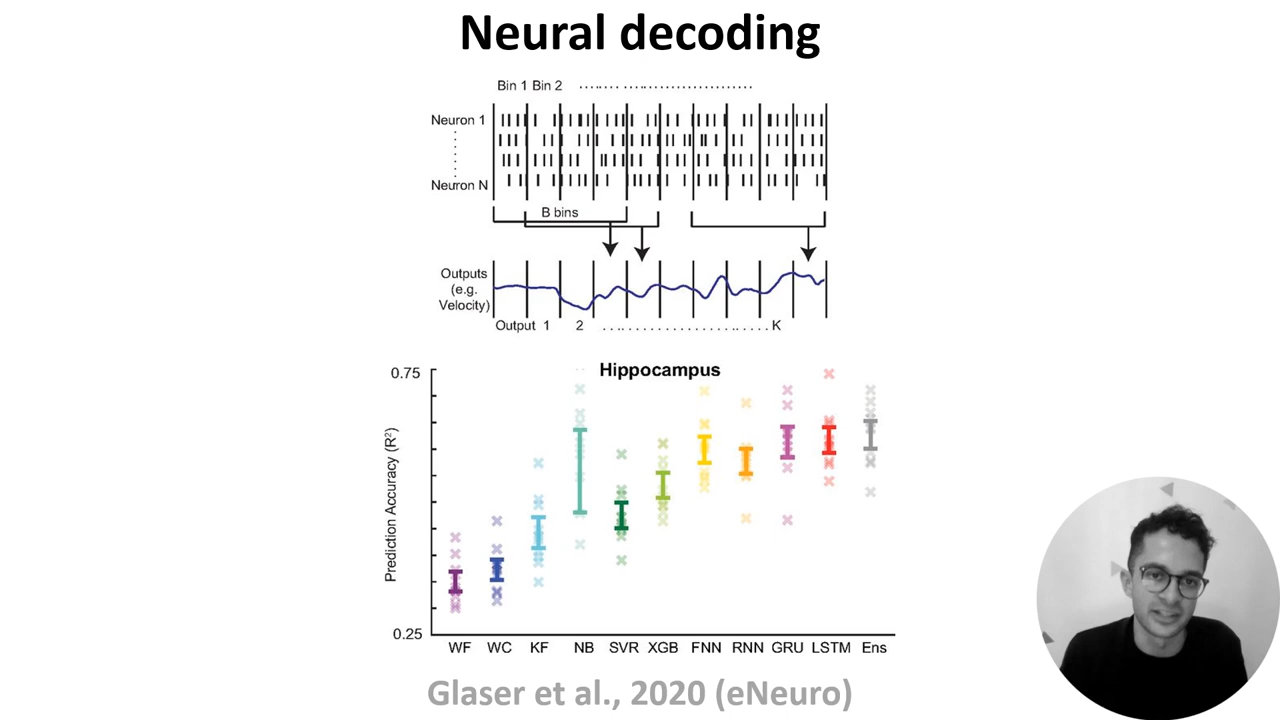 Neural decoding
Bin 1 Bin 2
Neuron 1
Neuron N
B bins
Outputs
(e.g.
Velocity)
Output 1 2 K
Hippocampus
0.75
Prediction Accuracy (R²)
0.25
WF WC KF NB SVR XGB FNN RNN GRU LSTM Ens
Glaser et al., 2020 (eNeuro)